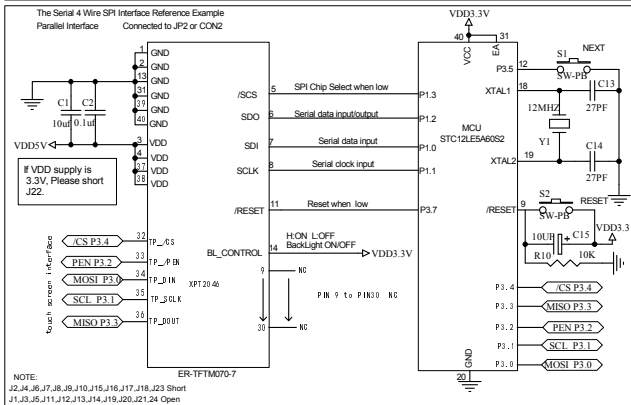 The Serial 4 Wire SPI Interface Reference Example
Parallel Interface Connected to JP2 or CON2
VDD3.3V
40 31
VCC EA
1 GND
2 GND
13 GND
31 GND
39 GND
40 GND
3 VDD
4 VDD
37 VDD
38 VDD
C1 C2
10uf 0.1uf
VDD5V
If VDD supply is
3.3V, Please short
J22.
/SCS 5 SPI Chip Select when low P1.3
SDO 6 Serial data input/output P1.2
SDI 7 Serial data input P1.0
SCLK 8 Serial clock input P1.1
/RESET 11 Reset when low P3.7
H:ON L:OFF
BL_CONTROL 14 BackLight ON/OFF VDD3.3V
9 NC
PIN 9 to PIN30 NC
30 NC
MCU
STC12LE5A60S2
P3.5 12
S1 NEXT
SW-PB
XTAL1 18
C13
27PF
12MHZ
Y1
XTAL2 19
C14
27PF
S2 RESET
/RESET 9
SW-PB
VDD3.3
10UF + C15
R10 10K
touch screen interface
/CS P3.4 32 TP_/CS
PEN P3.2 33 TP_/PEN
MOSI P3.0 34 TP_DIN
SCL P3.1 35 TP_SCLK
MISO P3.3 36 TP_DOUT
XPT2046
P3.4 /CS P3.4
P3.3 MISO P3.3
P3.2 PEN P3.2
P3.1 SCL P3.1
P3.0 MOSI P3.0
GND
20
ER-TFTM070-7
NOTE:
J2,J4,J6,J7,J8,J9,J10,J15,J16,J17,J18,J23 Short
J1,J3,J5,J11,J12,J13,J14,J19,J20,J21,24 Open